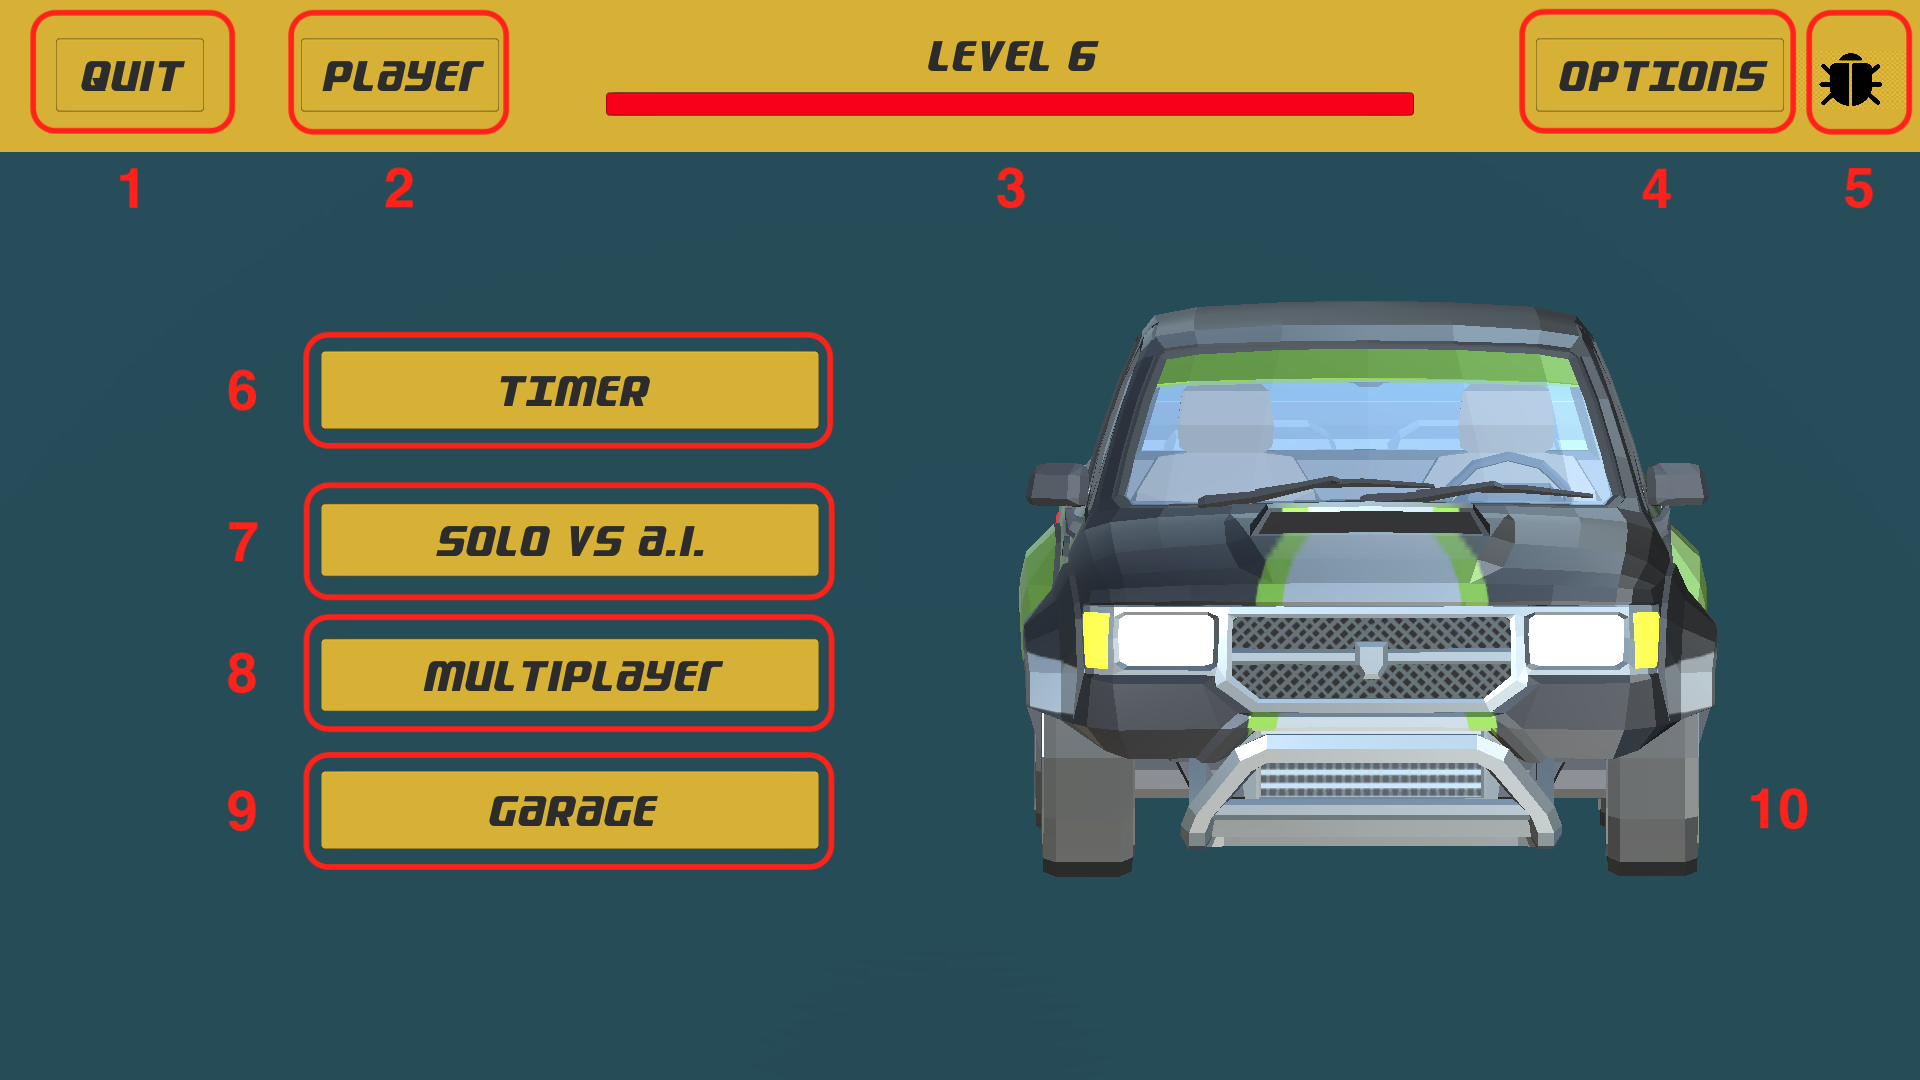 QUIT
PLAYER
LEVEL 6
OPTIONS
1
2
3
4
5
6
TIMER
7
SOLO VS A.I.
8
MULTIPLAYER
9
GARAGE
10